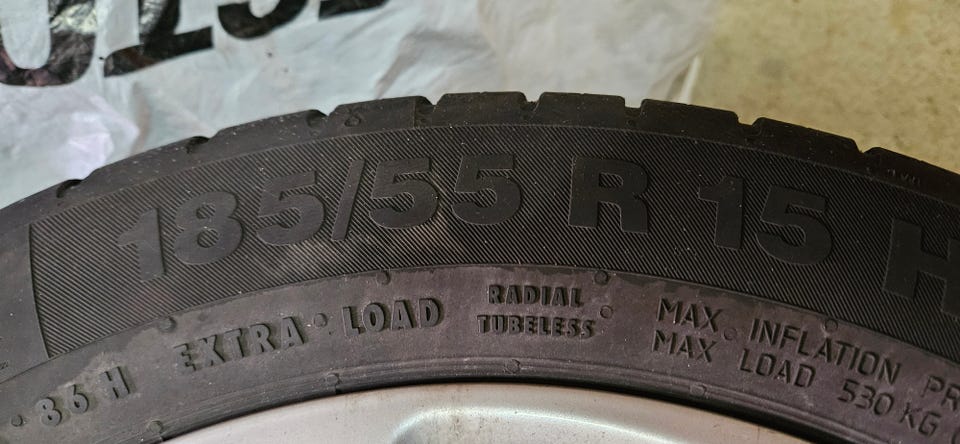 185/55 R 15 H
· 86 H EXTRA · LOAD
RADIAL
TUBELESS
MAX INFLATION
MAX LOAD 530 KG